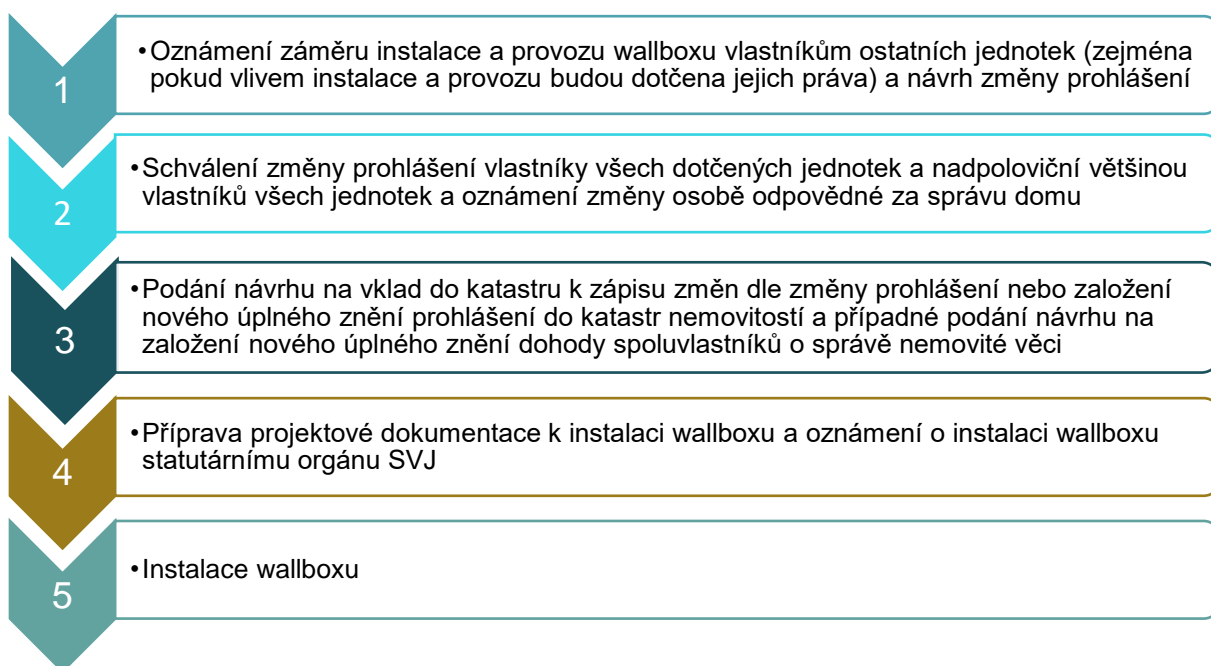 1
•Oznámení záměru instalace a provozu wallboxu vlastníkům ostatních jednotek (zejména
pokud vlivem instalace a provozu budou dotčena jejich práva) a návrh změny prohlášení
2
•Schválení změny prohlášení vlastníky všech dotčených jednotek a nadpoloviční většinou
vlastníků všech jednotek a oznámení změny osobě odpovědné za správu domu
3
•Podání návrhu na vklad do katastru k zápisu změn dle změny prohlášení nebo založení
nového úplného znění prohlášení do katastr nemovitostí a případné podání návrhu na
založení nového úplného znění dohody spoluvlastníků o správě nemovité věci
4
•Příprava projektové dokumentace k instalaci wallboxu a oznámení o instalaci wallboxu
statutárnímu orgánu SVJ
5
•Instalace wallboxu